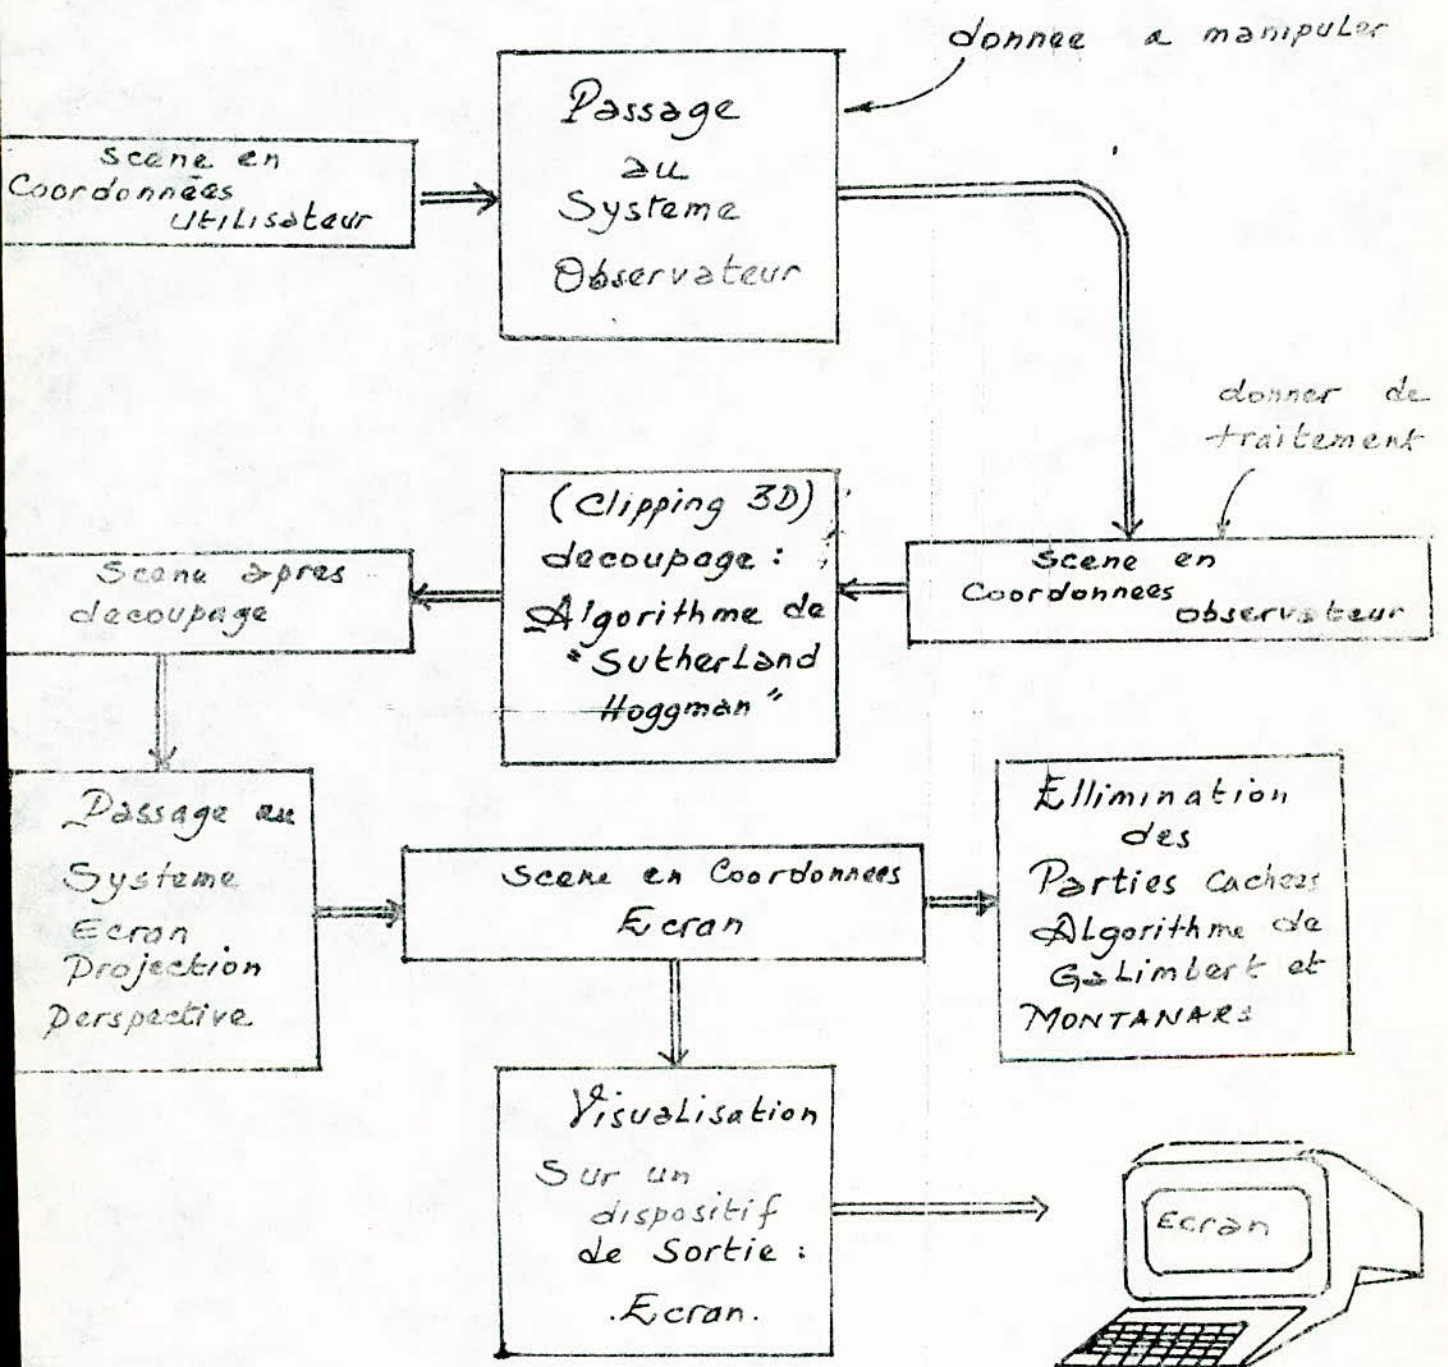 donnee a manipuler
Passage
au
Systeme
Observateur
Scene en
Coordonnées
Utilisateur
donner de
traitement
Scene en
Coordonnees
Observateur
(Clipping 3D)
decoupage :
Algorithme de
"Sutherland
Hoggman"
Scene apres
decoupage
Passage au
Systeme
Ecran
Projection
Perspective
Scene en Coordonnees
Ecran
Ellimination
des
Parties Cachees
Algorithme de
Galimbert et
MONTANARS
Visualisation
Sur un
dispositif
de Sortie :
.Ecran.
Ecran